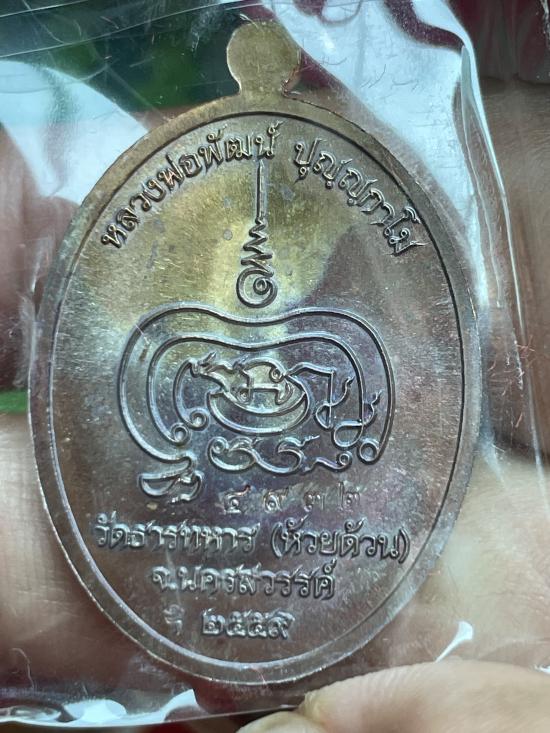 หลวงพ่อพัฒน์ ปุญฺญกาโม
๔๙๓๒
วัดธารทหาร (ห้วยด้วน)
จ.นครสวรรค์
ปี ๒๕๕๙